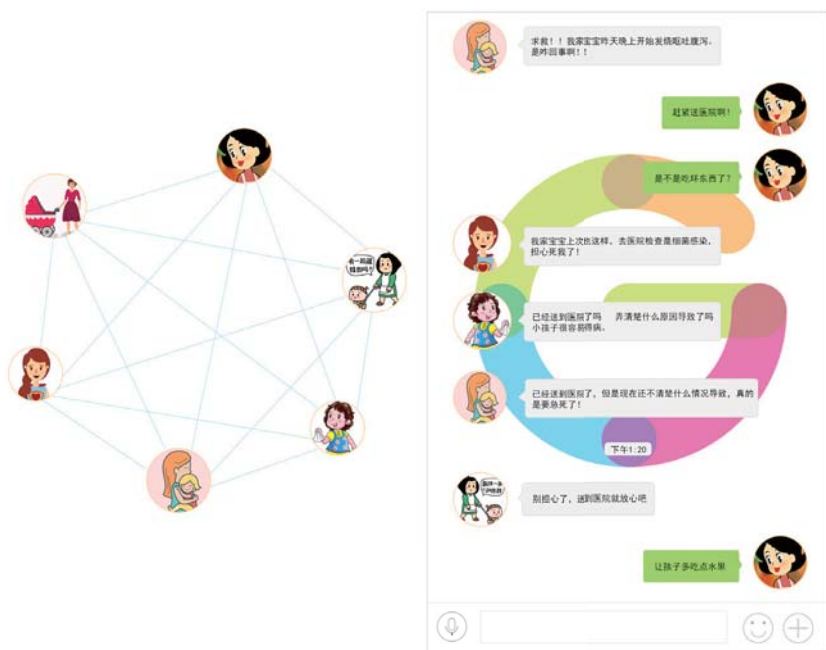 求救！！我家宝宝昨天晚上开始发烧呕吐腹泻.
是咋回事啊！！
赶紧送医院啊！
是不是吃坏东西了？
我家宝宝上次也这样，去医院检查是细菌感染，
担心死我了！
已经送到医院了吗 弄清楚什么原因导致了吗
小孩子很容易得病.
已经送到医院了，但是现在还不清楚什么情况导致，真的
是要急死了！
下午1:20
别担心了，送到医院就放心吧
让孩子多吃点水果